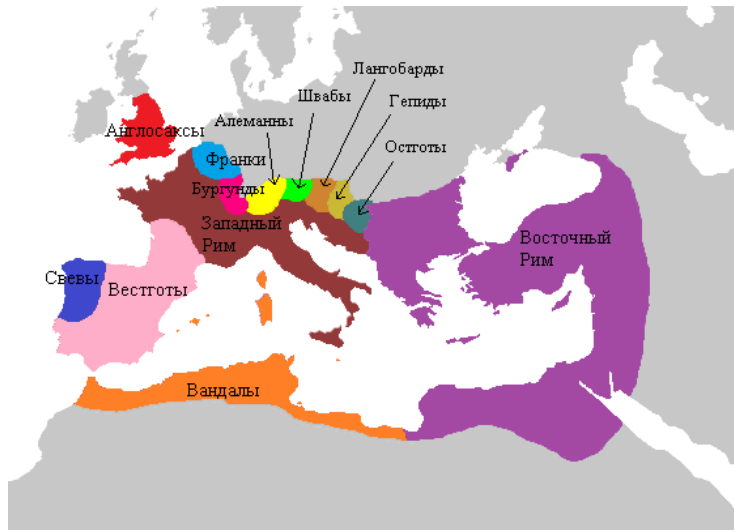 Лангобарды
Швабы
Гепиды
Алеманны
Англосаксы
Остготы
Франки
Бургунды
Западный
Рим
Восточный
Рим
Свевы
Вестготы
Вандалы